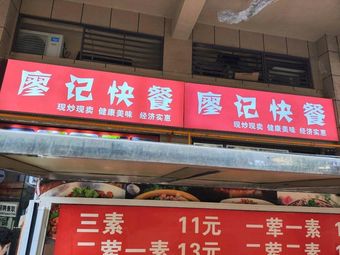 廖记快餐
现炒现卖 健康美味 经济实惠
廖记快餐
现炒现卖 健康美味 经济实惠
三素 11元
一荤一素
二荤一素 13元
一荤二素